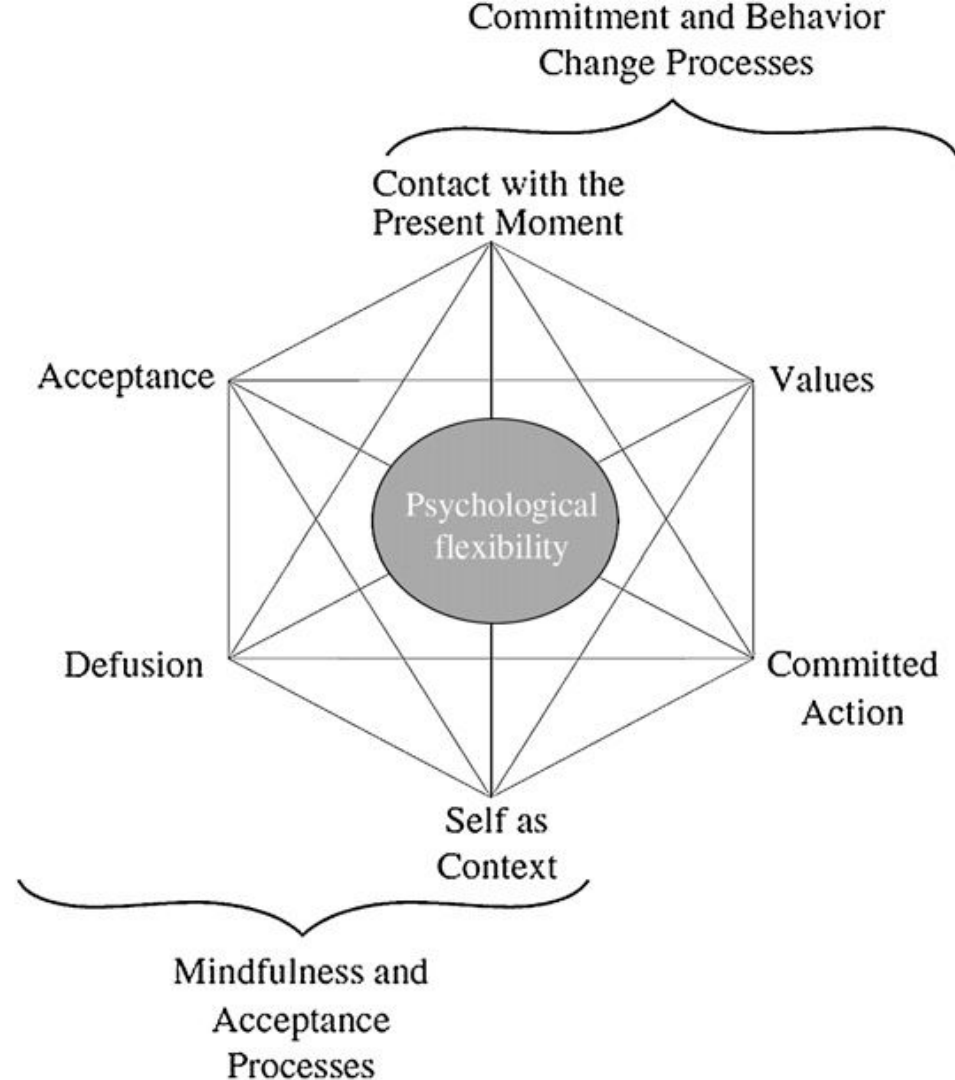 Commitment and Behavior
Change Processes
Contact with the
Present Moment
Acceptance
Values
Psychological
flexibility
Defusion
Committed
Action
Self as
Context
Mindfulness and
Acceptance
Processes